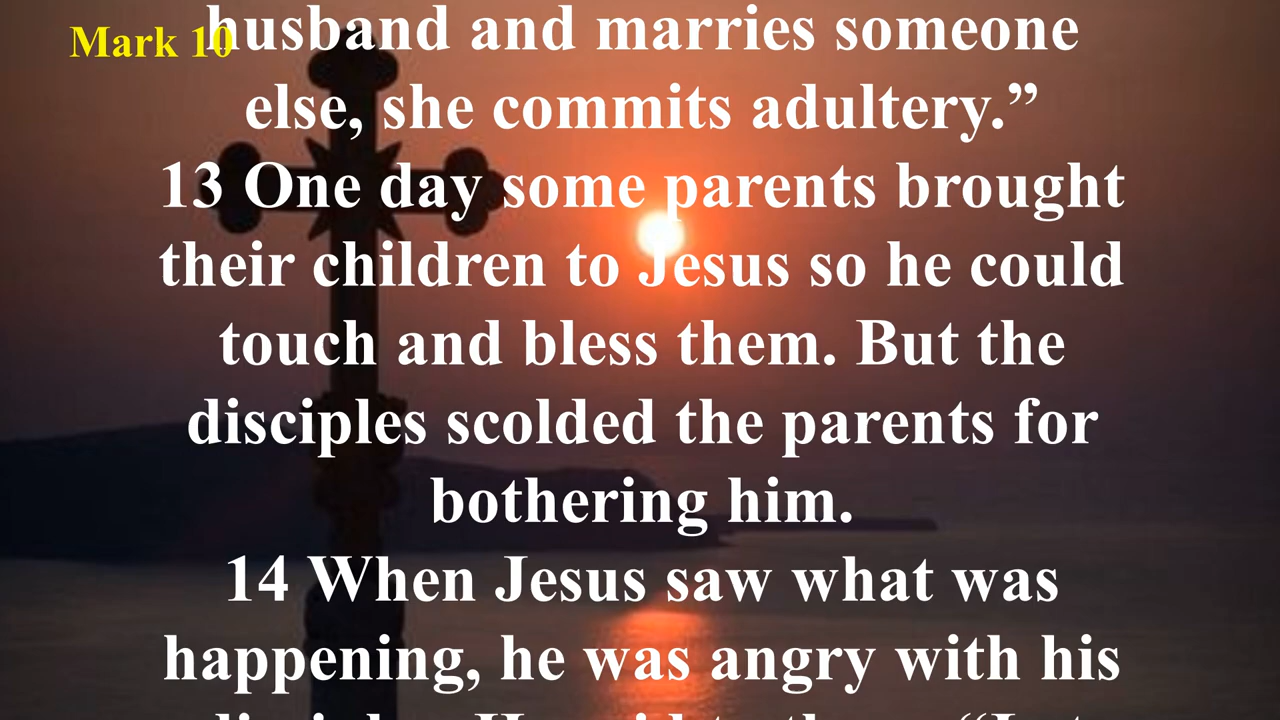 Mark 10
husband and marries someone
else, she commits adultery.”
13 One day some parents brought
their children to Jesus so he could
touch and bless them. But the
disciples scolded the parents for
bothering him.
14 When Jesus saw what was
happening, he was angry with his